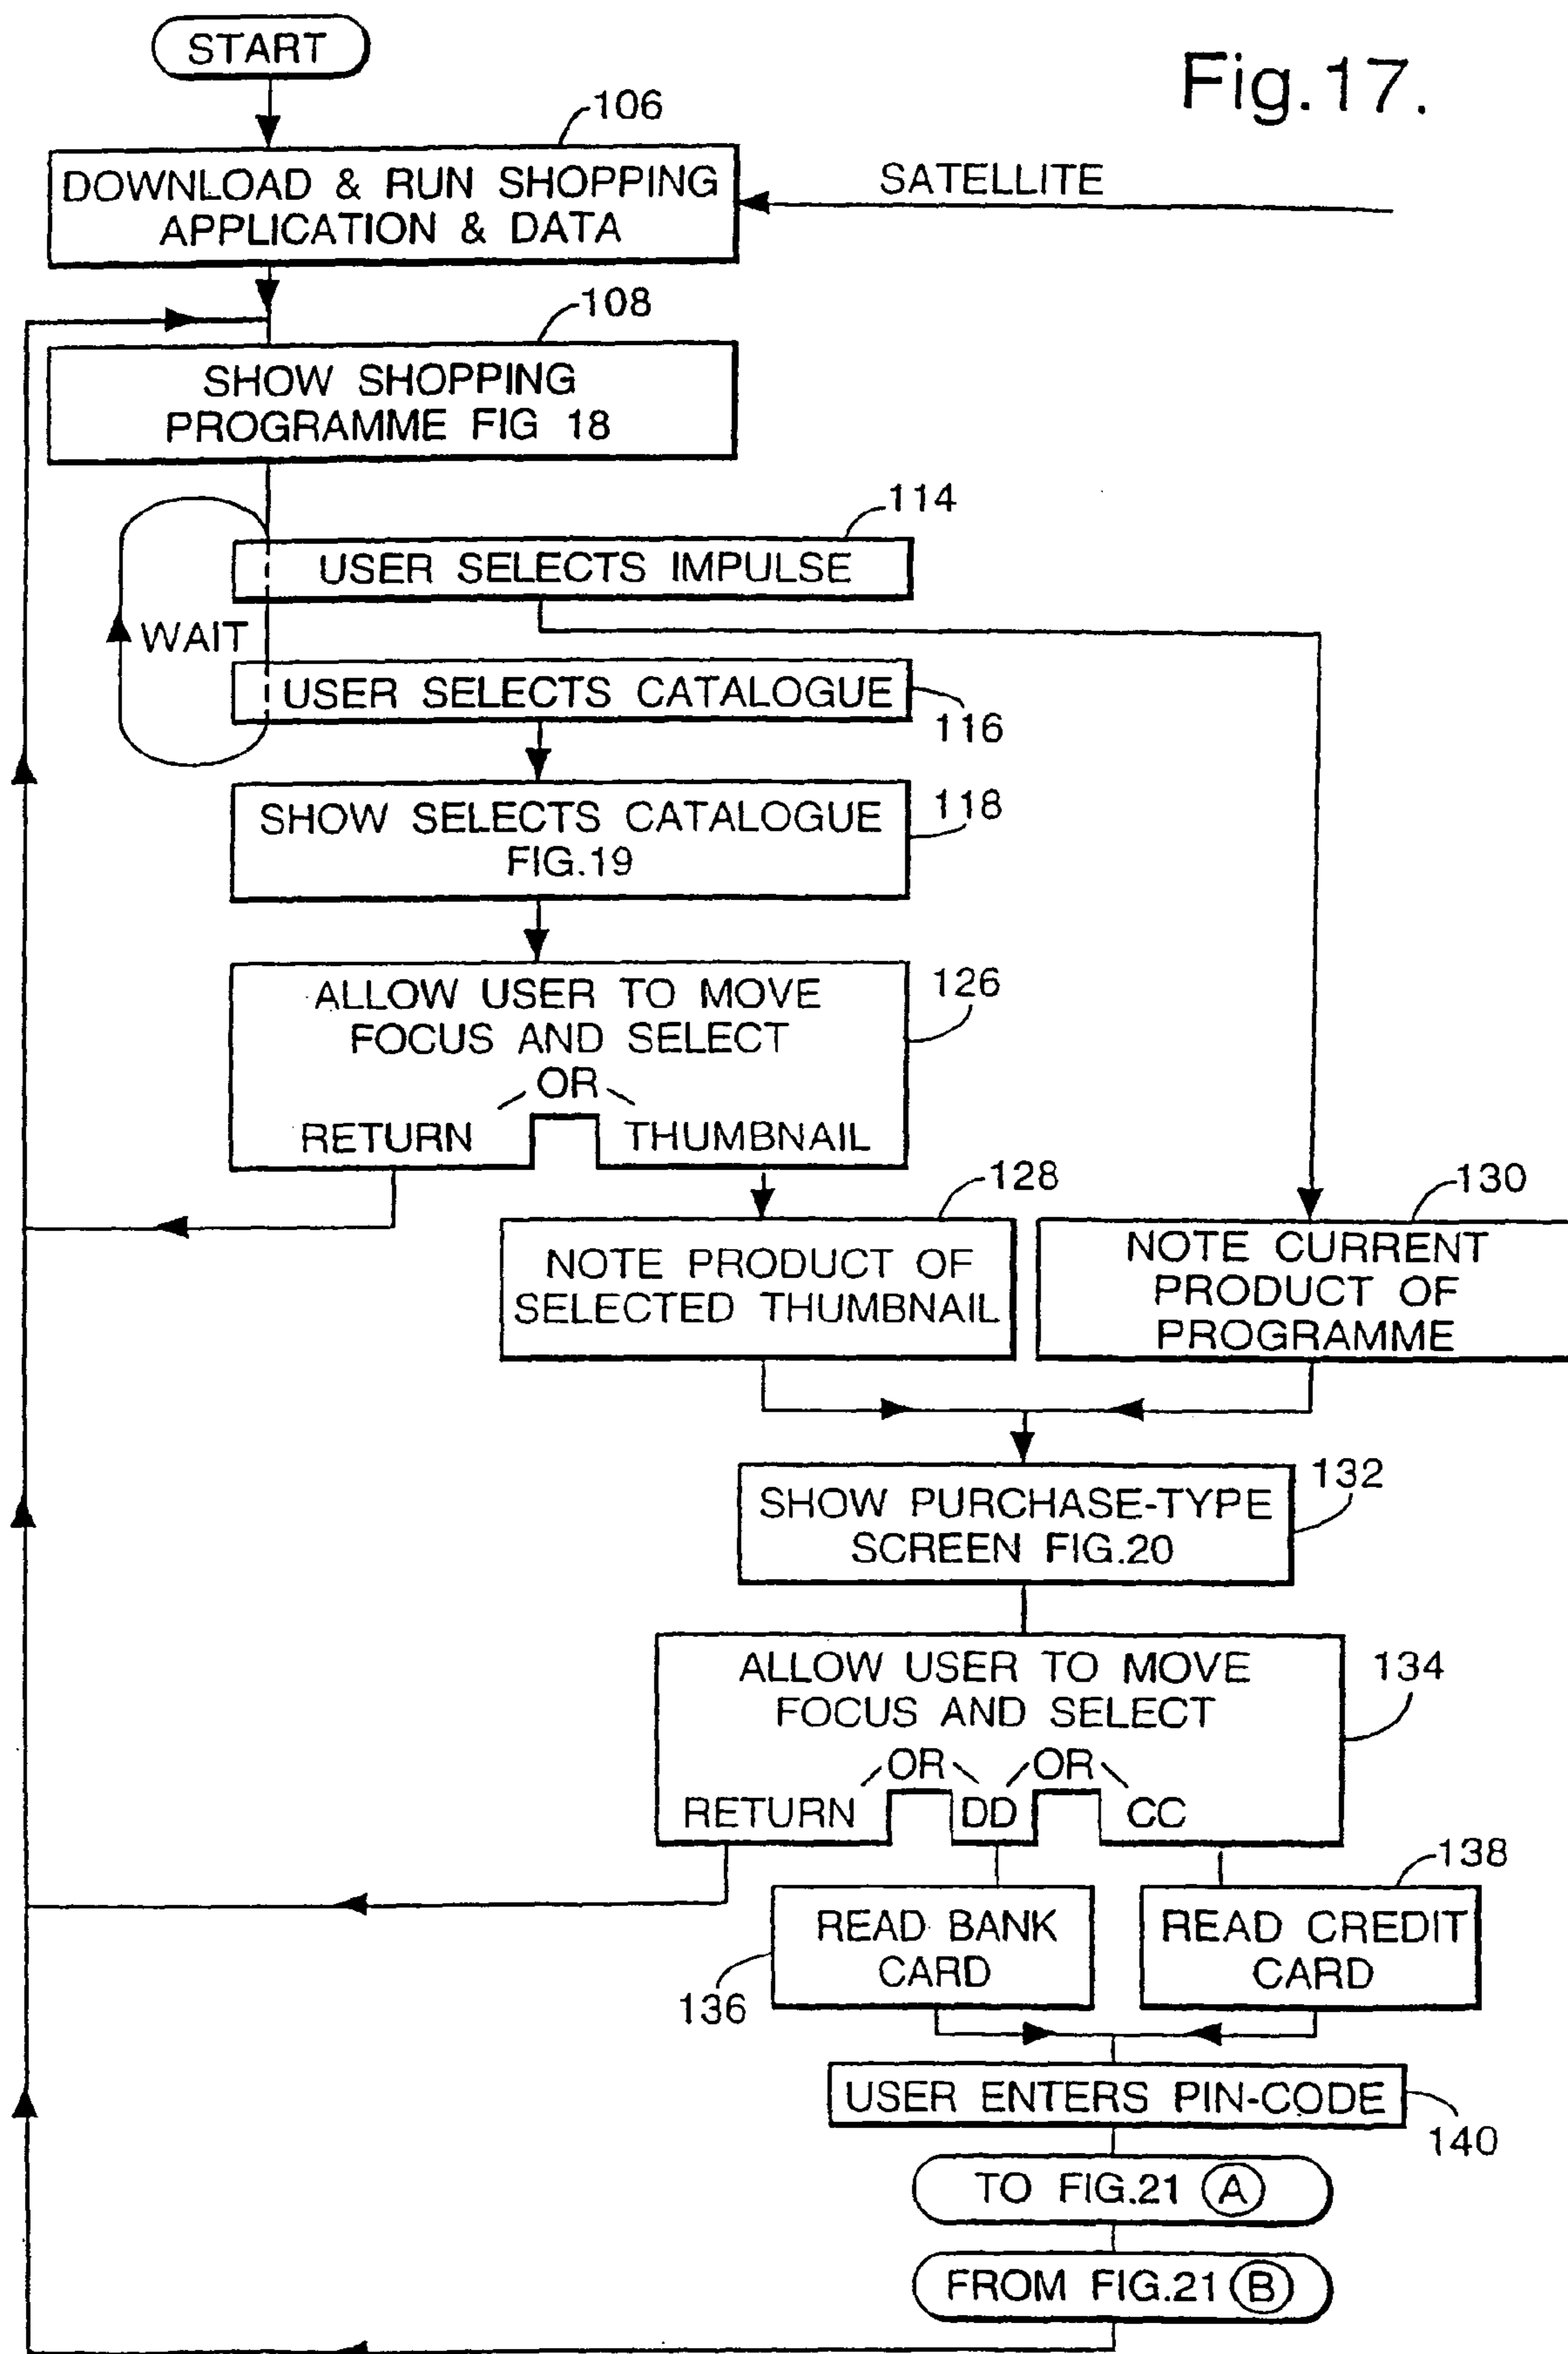 START
Fig.17.
106
DOWNLOAD & RUN SHOPPING
APPLICATION & DATA
SATELLITE
108
SHOW SHOPPING
PROGRAMME FIG 18
114
USER SELECTS IMPULSE
WAIT
USER SELECTS CATALOGUE
116
SHOW SELECTS CATALOGUE
FIG.19
118
ALLOW USER TO MOVE
FOCUS AND SELECT
OR
RETURN THUMBNAIL
126
128
NOTE PRODUCT OF
SELECTED THUMBNAIL
130
NOTE CURRENT
PRODUCT OF
PROGRAMME
132
SHOW PURCHASE-TYPE
SCREEN FIG.20
ALLOW USER TO MOVE
FOCUS AND SELECT
OR OR
RETURN DD CC
134
READ BANK
CARD
136
138
READ CREDIT
CARD
USER ENTERS PIN-CODE
140
TO FIG.21 A
FROM FIG.21 B